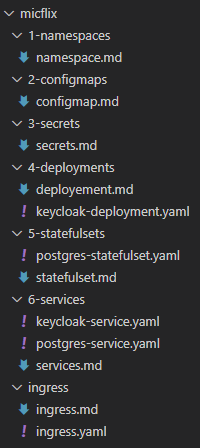 micflix
1-namespaces
namespace.md
2-configmaps
configmap.md
3-secrets
secrets.md
4-deployments
deployement.md
keycloak-deployment.yaml
5-statefulsets
postgres-statefulset.yaml
statefulset.md
6-services
keycloak-service.yaml
postgres-service.yaml
services.md
ingress
ingress.md
ingress.yaml